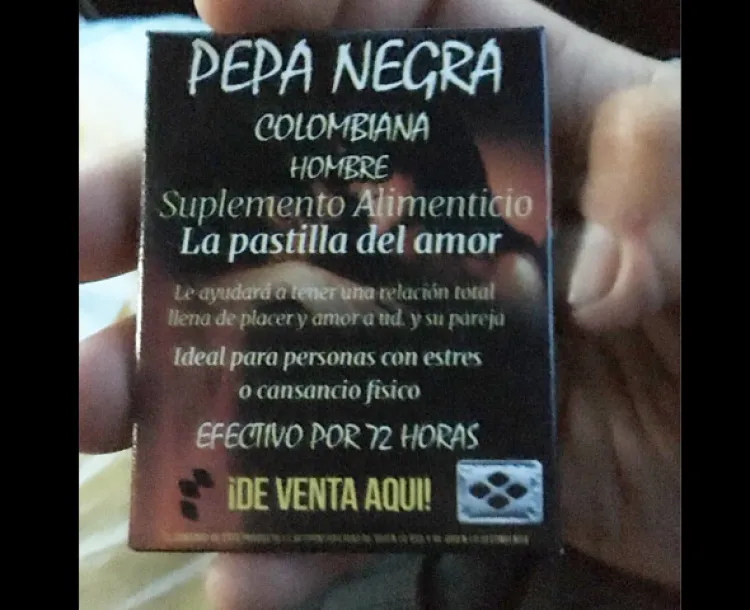 PEPA NEGRA
COLOMBIANA
HOMBRE
Suplemento Alimenticio
La pastilla del amor
Le ayudará a tener una relación total
llena de placer y amor a ud. y su pareja
Ideal para personas con estres
o cansancio fisico
EFECTIVO POR 72 HORAS
¡DE VENTA AQUI!